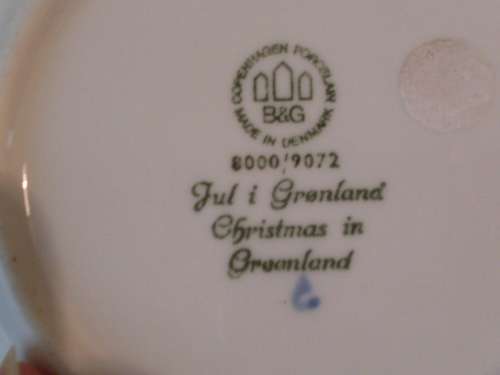 COPENHAGEN PORCELAIN
B&G
MADE IN DENMARK
8000/9072
Jul i Grønland
Christmas in
Greenland